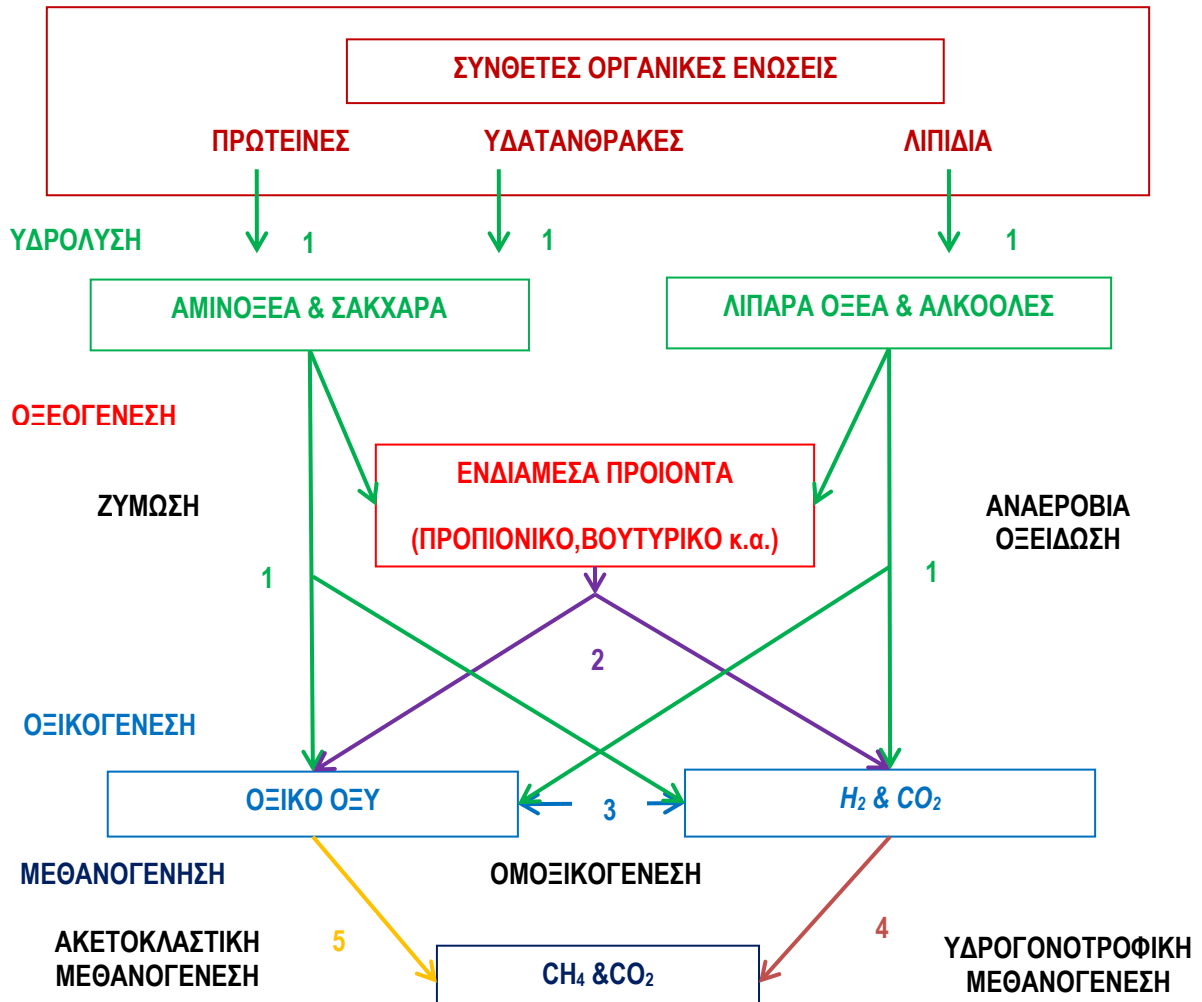 ΣΥΝΘΕΤΕΣ ΟΡΓΑΝΙΚΕΣ ΕΝΩΣΕΙΣ
ΠΡΩΤΕΙΝΕΣ ΥΔΑΤΑΝΘΡΑΚΕΣ ΛΙΠΙΔΙΑ
ΥΔΡΟΛΥΣΗ 1 1 1
ΑΜΙΝΟΞΕΑ & ΣΑΚΧΑΡΑ ΛΙΠΑΡΑ ΟΞΕΑ & ΑΛΚΟΟΛΕΣ
ΟΞΕΟΓΕΝΕΣΗ
ΕΝΔΙΑΜΕΣΑ ΠΡΟΙΟΝΤΑ
(ΠΡΟΠΙΟΝΙΚΟ,ΒΟΥΤΥΡΙΚΟ κ.α.)
ΖΥΜΩΣΗ
ΑΝΑΕΡΟΒΙΑ
ΟΞΕΙΔΩΣΗ
1 1
2
ΟΞΙΚΟΓΕΝΕΣΗ
ΟΞΙΚΟ ΟΞΥ 3 H₂ & CO₂
ΜΕΘΑΝΟΓΕΝΗΣΗ ΟΜΟΞΙΚΟΓΕΝΕΣΗ
ΑΚΕΤΟΚΛΑΣΤΙΚΗ
ΜΕΘΑΝΟΓΕΝΕΣΗ
5 4
CH₄ &CO₂
ΥΔΡΟΓΟΝΟΤΡΟΦΙΚΗ
ΜΕΘΑΝΟΓΕΝΕΣΗ